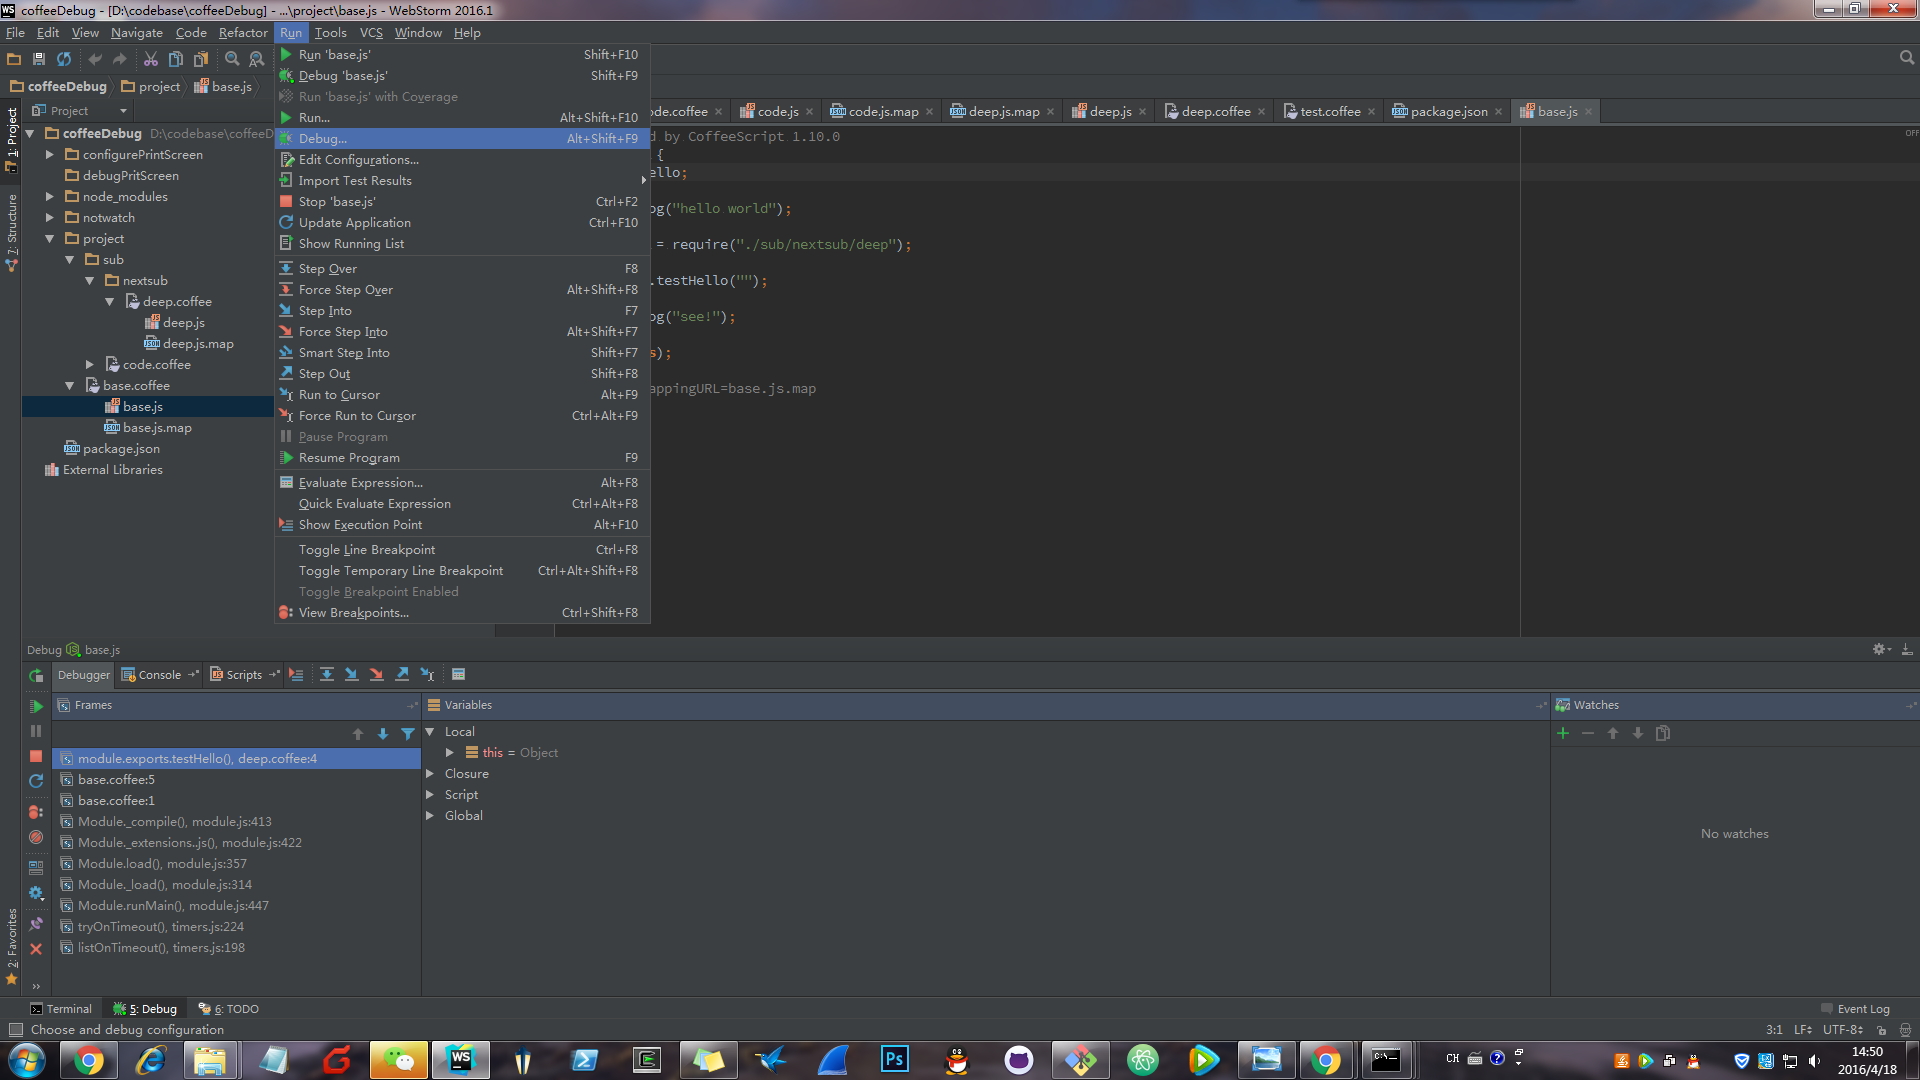 coffeeDebug - [D:\codebase\coffeeDebug] - ...\project\base.js - WebStorm 2016.1
File Edit View Navigate Code Refactor Run Tools VCS Window Help
coffeeDebug project base.js
Project
code.js code.js.map deep.js.map deep.js deep.coffee test.coffee package.json base.js
1: Project
7: Structure
2: Favorites
coffeeDebug D:\codebase\coffeeD
configurePrintScreen
debugPritScreen
node_modules
notwatch
project
sub
nextsub
deep.coffee
deep.js
deep.js.map
code.coffee
base.coffee
base.js
base.js.map
package.json
External Libraries
Run 'base.js' Shift+F10
Debug 'base.js' Shift+F9
Run 'base.js' with Coverage
Run... Alt+Shift+F10
Debug... Alt+Shift+F9
Edit Configurations...
Import Test Results
Stop 'base.js' Ctrl+F2
Update Application Ctrl+F10
Show Running List
Step Over F8
Force Step Over Alt+Shift+F8
Step Into F7
Force Step Into Alt+Shift+F7
Smart Step Into Shift+F7
Step Out Shift+F8
Run to Cursor Alt+F9
Force Run to Cursor Ctrl+Alt+F9
Pause Program
Resume Program F9
Evaluate Expression... Alt+F8
Quick Evaluate Expression Ctrl+Alt+F8
Show Execution Point Alt+F10
Toggle Line Breakpoint Ctrl+F8
Toggle Temporary Line Breakpoint Ctrl+Alt+Shift+F8
Toggle Breakpoint Enabled
View Breakpoints... Ctrl+Shift+F8
d by CoffeeScript 1.10.0
{
ello;
og("hello world");
= require("./sub/nextsub/deep");
.testHello("");
og("see!");
s);
appingURL=base.js.map
OFF
Debug base.js
Debugger Console Scripts
Frames
Variables
Watches
module.exports.testHello(), deep.coffee:4
base.coffee:5
base.coffee:1
Module._compile(), module.js:413
Module._extensions..js(), module.js:422
Module.load(), module.js:357
Module._load(), module.js:314
Module.runMain(), module.js:447
tryOnTimeout(), timers.js:224
listOnTimeout(), timers.js:198
Local
this = Object
Closure
Script
Global
No watches
Terminal 5: Debug 6: TODO Event Log
Choose and debug configuration 3:1 LF UTF-8
CH
14:50
2016/4/18